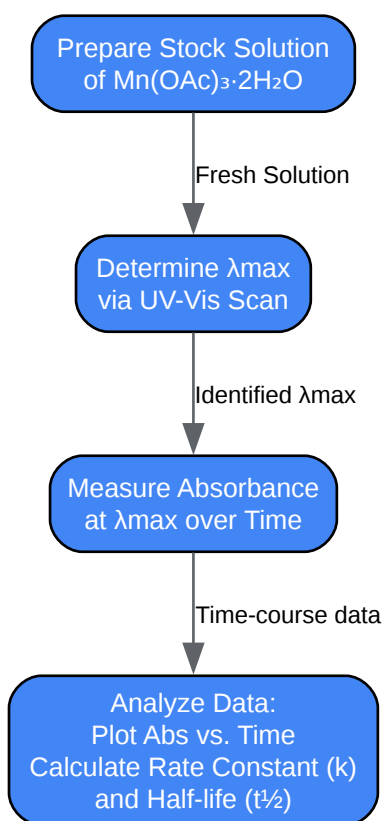 Prepare Stock Solution
of Mn(OAc)₃·2H₂O
Fresh Solution
Determine λmax
via UV-Vis Scan
Identified λmax
Measure Absorbance
at λmax over Time
Time-course data
Analyze Data:
Plot Abs vs. Time
Calculate Rate Constant (k)
and Half-life (t½)